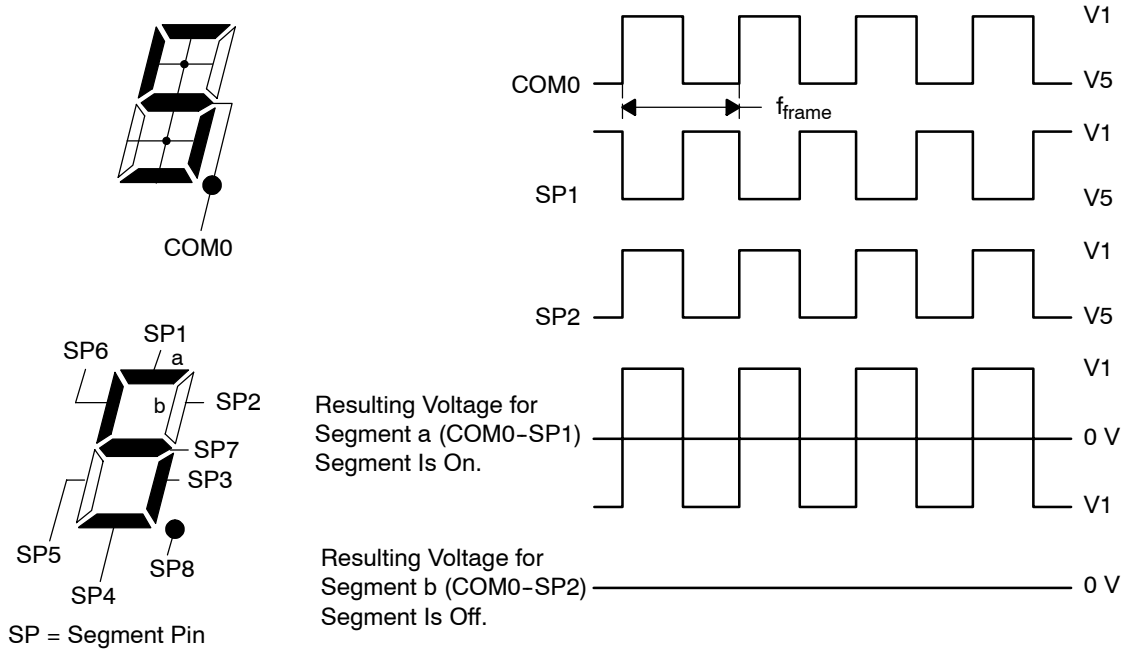 COM0
SP1
SP6
a
b
SP2
SP7
SP3
SP5
SP8
SP4
SP = Segment Pin
V1
COM0
V5
fframe
V1
SP1
V5
V1
SP2
V5
V1
Resulting Voltage for
Segment a (COM0–SP1)
Segment Is On.
0 V
V1
Resulting Voltage for
Segment b (COM0–SP2)
Segment Is Off.
0 V